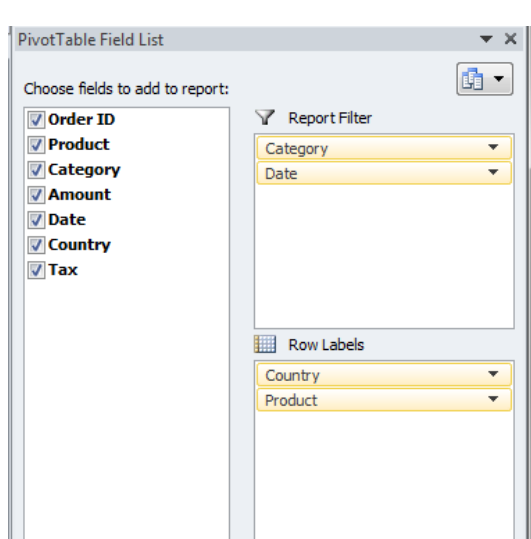 PivotTable Field List
Choose fields to add to report:
Order ID
Product
Category
Amount
Date
Country
Tax
Report Filter
Category
Date
Row Labels
Country
Product